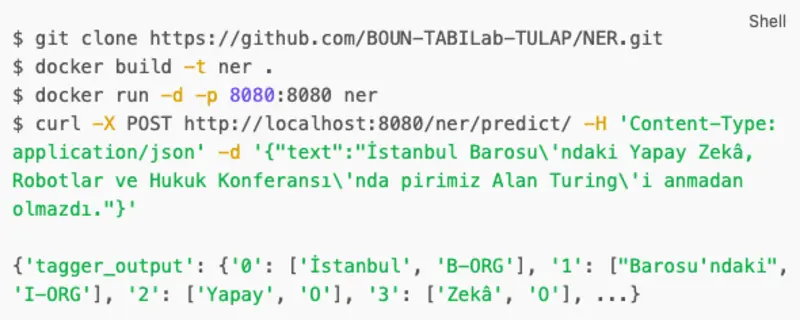 Shell
$ git clone https://github.com/BOUN-TABILab-TULAP/NER.git
$ docker build -t ner .
$ docker run -d -p 8080:8080 ner
$ curl -X POST http://localhost:8080/ner/predict/ -H 'Content-Type:
application/json' -d '{"text":"İstanbul Barosu\'ndaki Yapay Zekâ,
Robotlar ve Hukuk Konferansı\'nda pirimiz Alan Turing\'i anmadan
olmazdı."}'
{'tagger_output': {'0': ['İstanbul', 'B-ORG'], '1': ["Barosu'ndaki",
'I-ORG'], '2': ['Yapay', 'O'], '3': ['Zekâ', 'O'], ...}